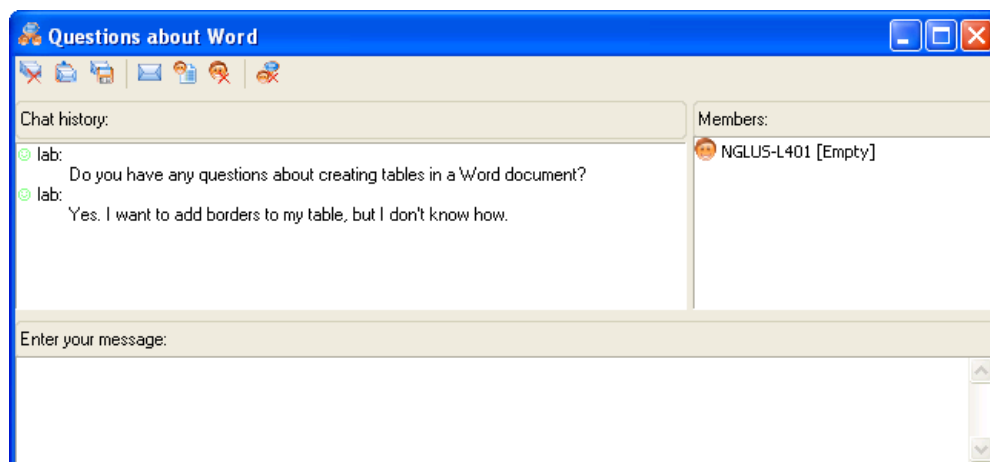 Questions about Word
Chat history:
Members:
lab:
Do you have any questions about creating tables in a Word document?
lab:
Yes. I want to add borders to my table, but I don't know how.
NGLUS-L401 [Empty]
Enter your message: